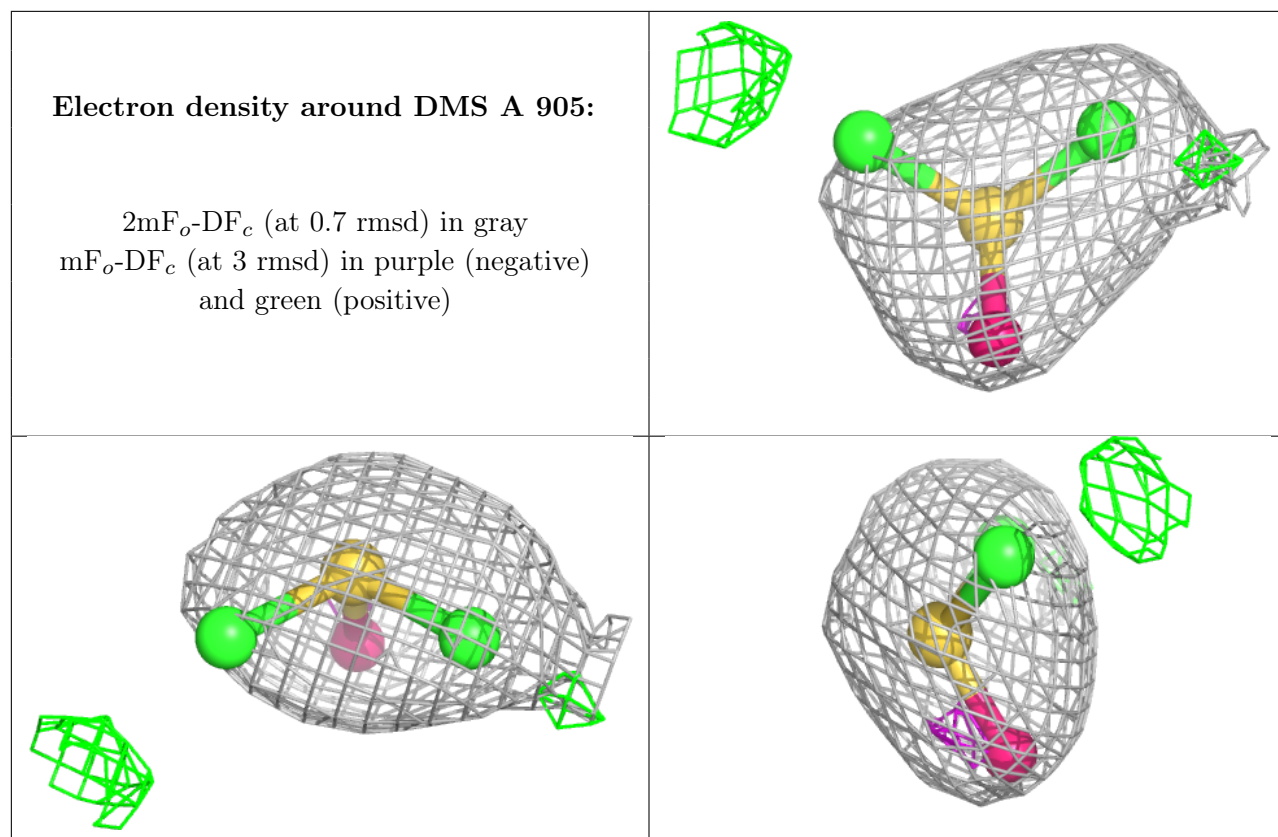 Electron density around DMS A 905:
2mFₒ-DF𝑐 (at 0.7 rmsd) in gray
mFₒ-DF𝑐 (at 3 rmsd) in purple (negative)
and green (positive)